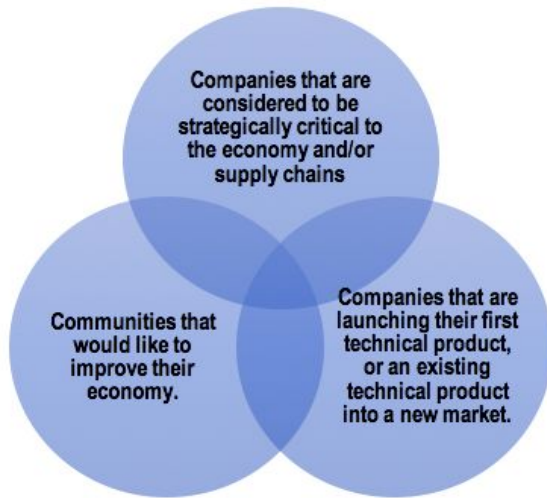 Companies that are
considered to be
strategically critical to
the economy and/or
supply chains
Communities that
would like to
improve their
economy.
Companies that are
launching their first
technical product,
or an existing
technical product
into a new market.